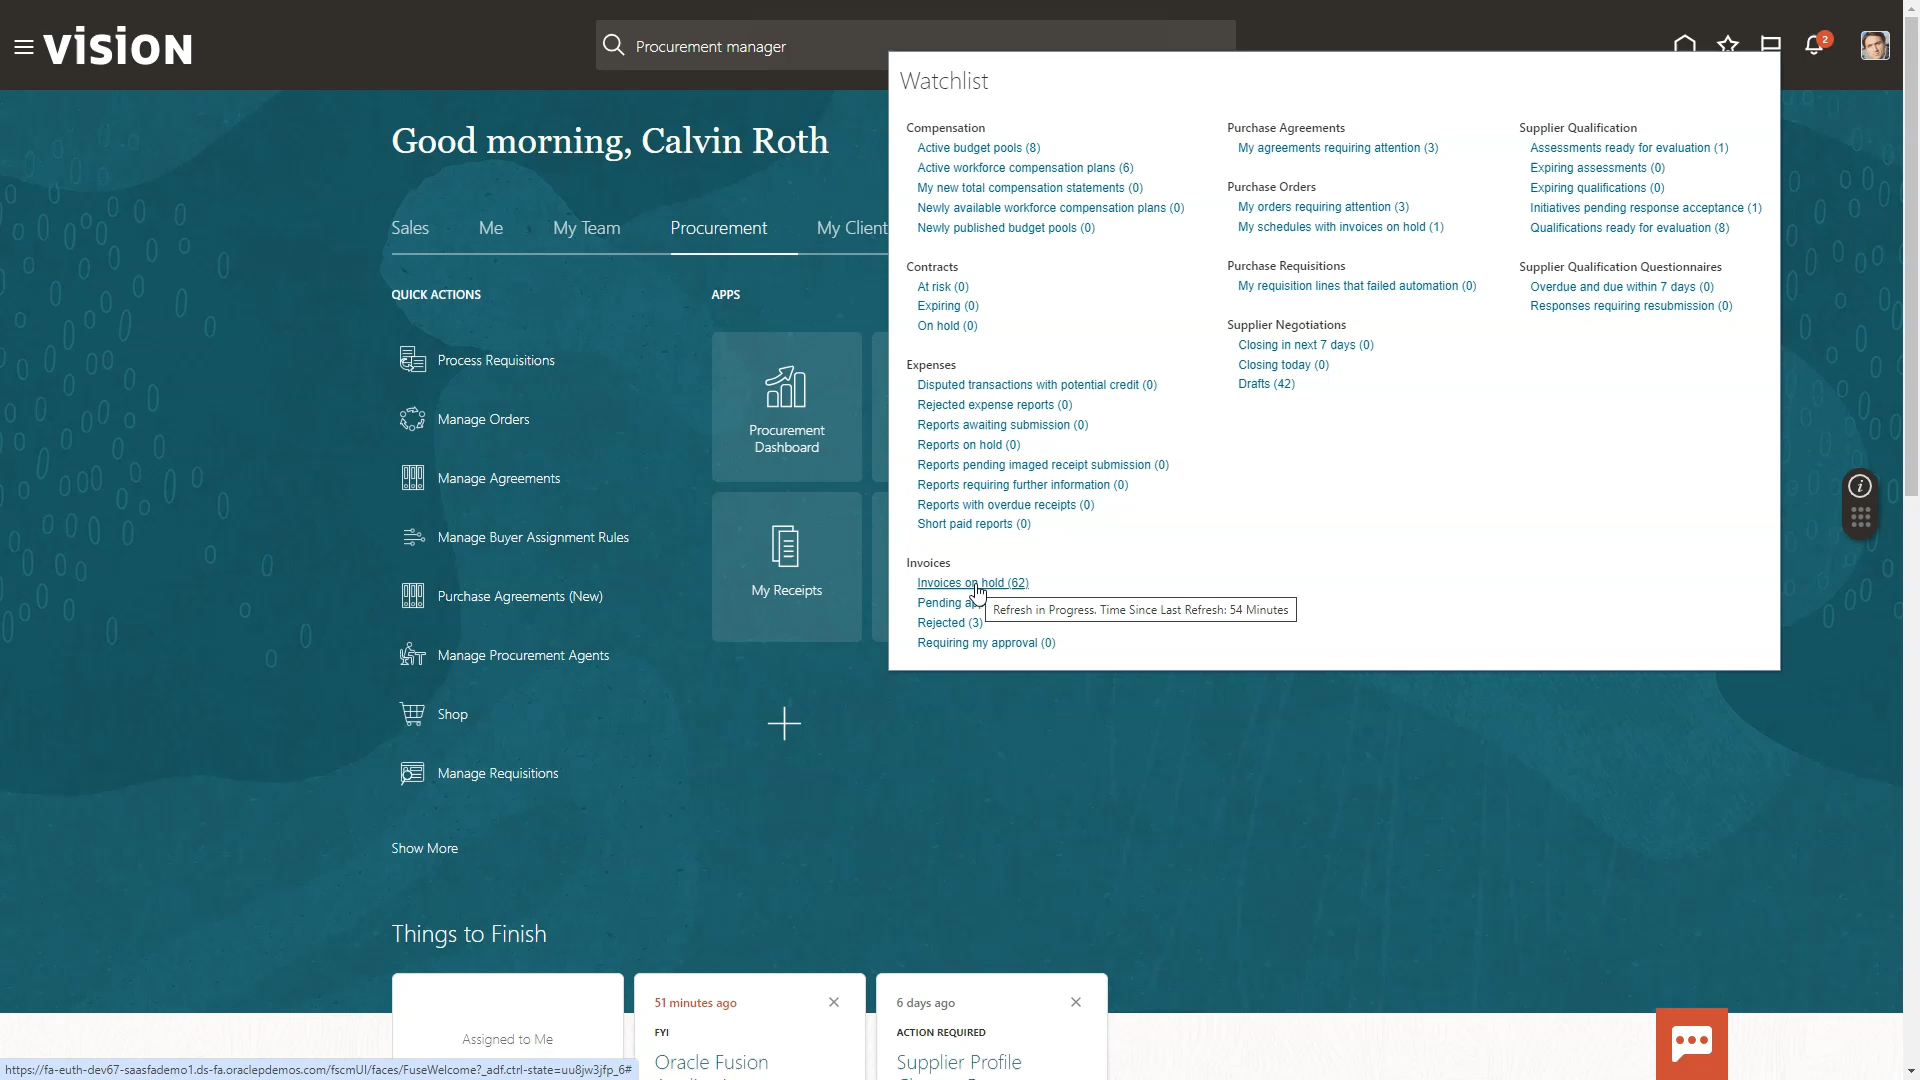 vision
Procurement manager
2
Good morning, Calvin Roth
Sales
Me
My Team
Procurement
My Client
QUICK ACTIONS
Process Requisitions
Manage Orders
Manage Agreements
Manage Buyer Assignment Rules
Purchase Agreements (New)
Manage Procurement Agents
Shop
Manage Requisitions
Show More
APPS
Procurement
Dashboard
My Receipts
Watchlist
Compensation
Active budget pools (8)
Active workforce compensation plans (6)
My new total compensation statements (0)
Newly available workforce compensation plans (0)
Newly published budget pools (0)
Contracts
At risk (0)
Expiring (0)
On hold (0)
Expenses
Disputed transactions with potential credit (0)
Rejected expense reports (0)
Reports awaiting submission (0)
Reports on hold (0)
Reports pending imaged receipt submission (0)
Reports requiring further information (0)
Reports with overdue receipts (0)
Short paid reports (0)
Invoices
Invoices on hold (62)
Pending
Refresh in Progress. Time Since Last Refresh: 54 Minutes
Rejected (3)
Requiring my approval (0)
Purchase Agreements
My agreements requiring attention (3)
Purchase Orders
My orders requiring attention (3)
My schedules with invoices on hold (1)
Purchase Requisitions
My requisition lines that failed automation (0)
Supplier Negotiations
Closing in next 7 days (0)
Closing today (0)
Drafts (42)
Supplier Qualification
Assessments ready for evaluation (1)
Expiring assessments (0)
Expiring qualifications (0)
Initiatives pending response acceptance (1)
Qualifications ready for evaluation (8)
Supplier Qualification Questionnaires
Overdue and due within 7 days (0)
Responses requiring resubmission (0)
Things to Finish
Assigned to Me
51 minutes ago
FYI
Oracle Fusion
6 days ago
ACTION REQUIRED
Supplier Profile
https://fa-euth-dev67-saasfademo1.ds-fa.oraclepdemos.com/fscmUI/faces/FuseWelcome?_adf.ctrl-state=uu8jw3jfp_6#